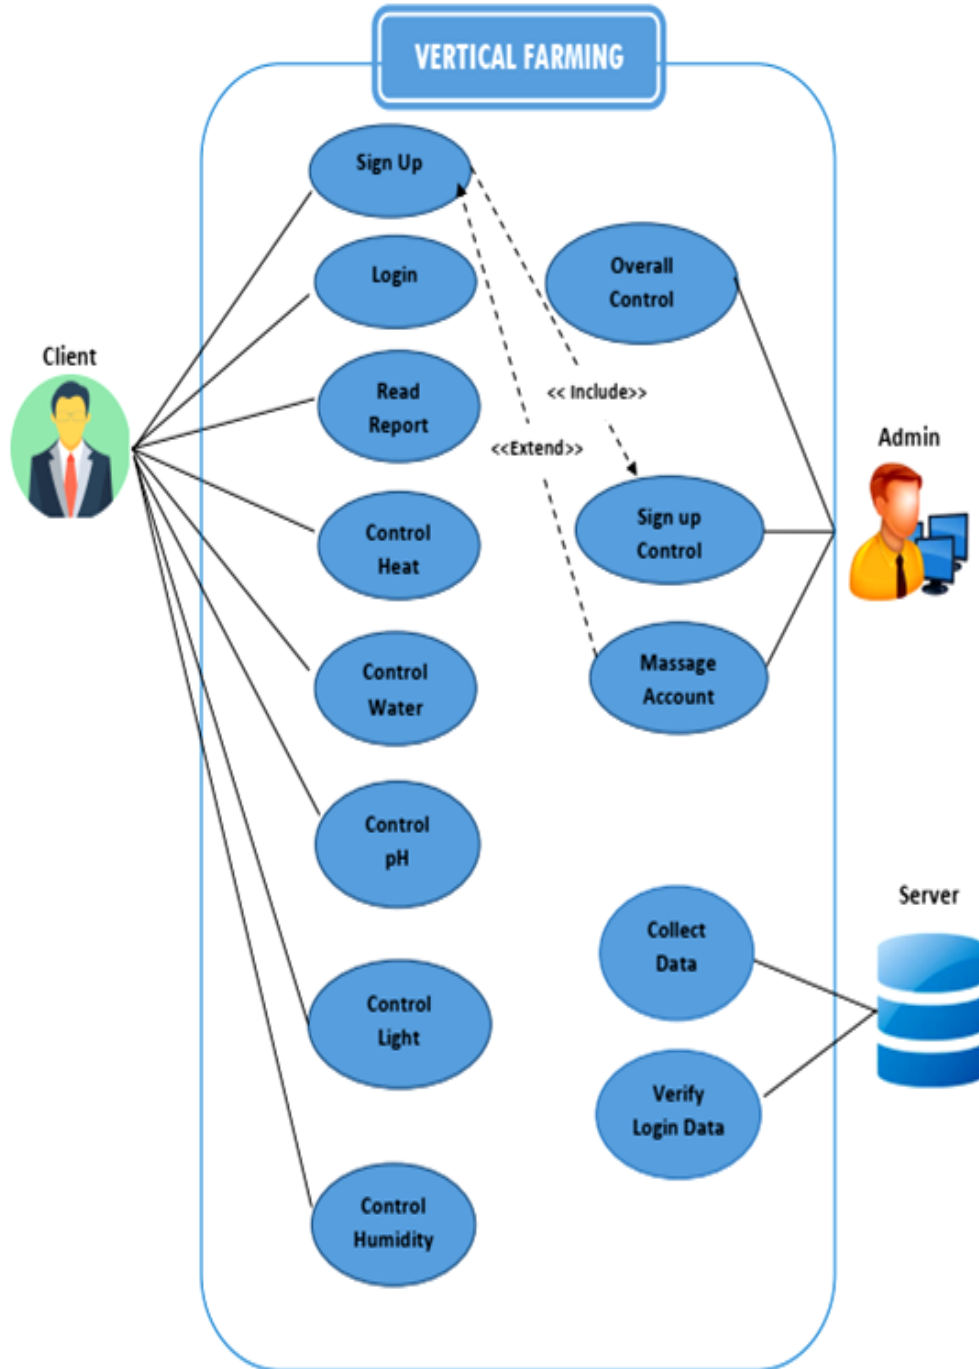 VERTICAL FARMING
Sign Up
Login
Read
Report
Control
Heat
Control
Water
Control
pH
Control
Light
Control
Humidity
Client
<< Include>>
<<Extend>>
Overall
Control
Sign up
Control
Massage
Account
Admin
Collect
Data
Verify
Login Data
Server